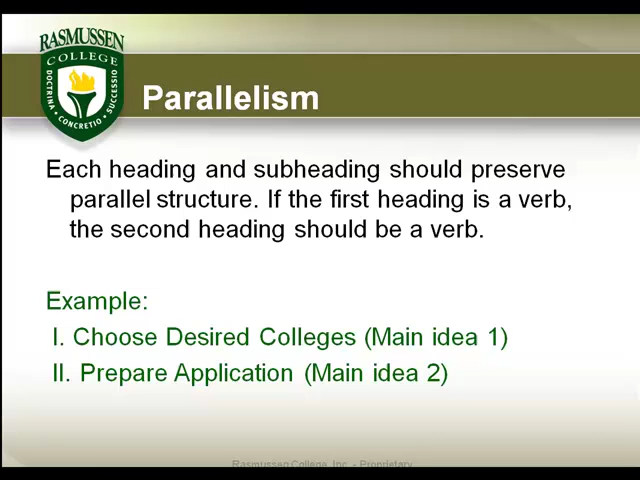 RASMUSSEN
COLLEGE
DOCTRINA • CONCRETIO • SUCCESSIO
Parallelism
Each heading and subheading should preserve
parallel structure. If the first heading is a verb,
the second heading should be a verb.
Example:
I. Choose Desired Colleges (Main idea 1)
II. Prepare Application (Main idea 2)
Rasmussen College, Inc. - Proprietary